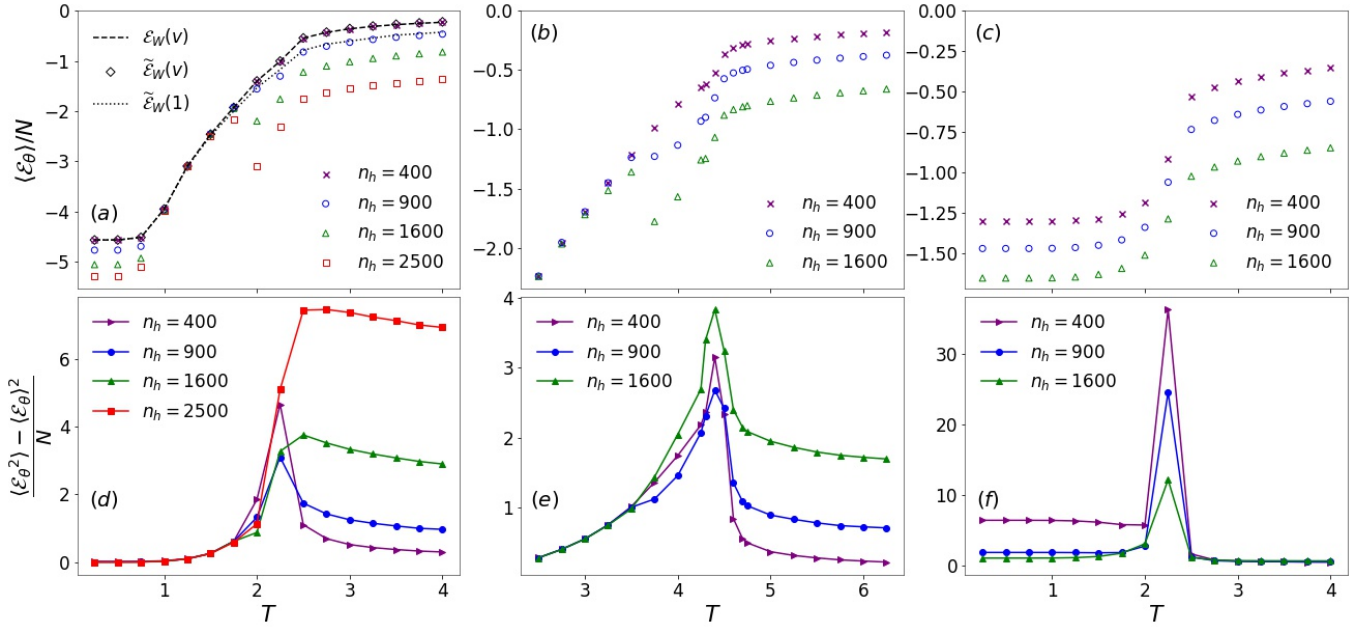 0
−1
−2
−3
−4
−5
⟨ℰ_θ⟩/N
ℰ_W(v)
ℰ̃_W(v)
ℰ̃_W(1)
(a)
n_h = 400
n_h = 900
n_h = 1600
n_h = 2500
0.0
−0.5
−1.0
−1.5
−2.0
(b)
n_h = 400
n_h = 900
n_h = 1600
0.00
−0.25
−0.50
−0.75
−1.00
−1.25
−1.50
(c)
n_h = 400
n_h = 900
n_h = 1600
6
4
2
0
⟨ℰ_θ²⟩ − ⟨ℰ_θ⟩²
N
n_h = 400
n_h = 900
n_h = 1600
n_h = 2500
(d)
1 2 3 4
T
4
3
2
1
n_h = 400
n_h = 900
n_h = 1600
(e)
3 4 5 6
T
30
20
10
0
n_h = 400
n_h = 900
n_h = 1600
(f)
1 2 3 4
T